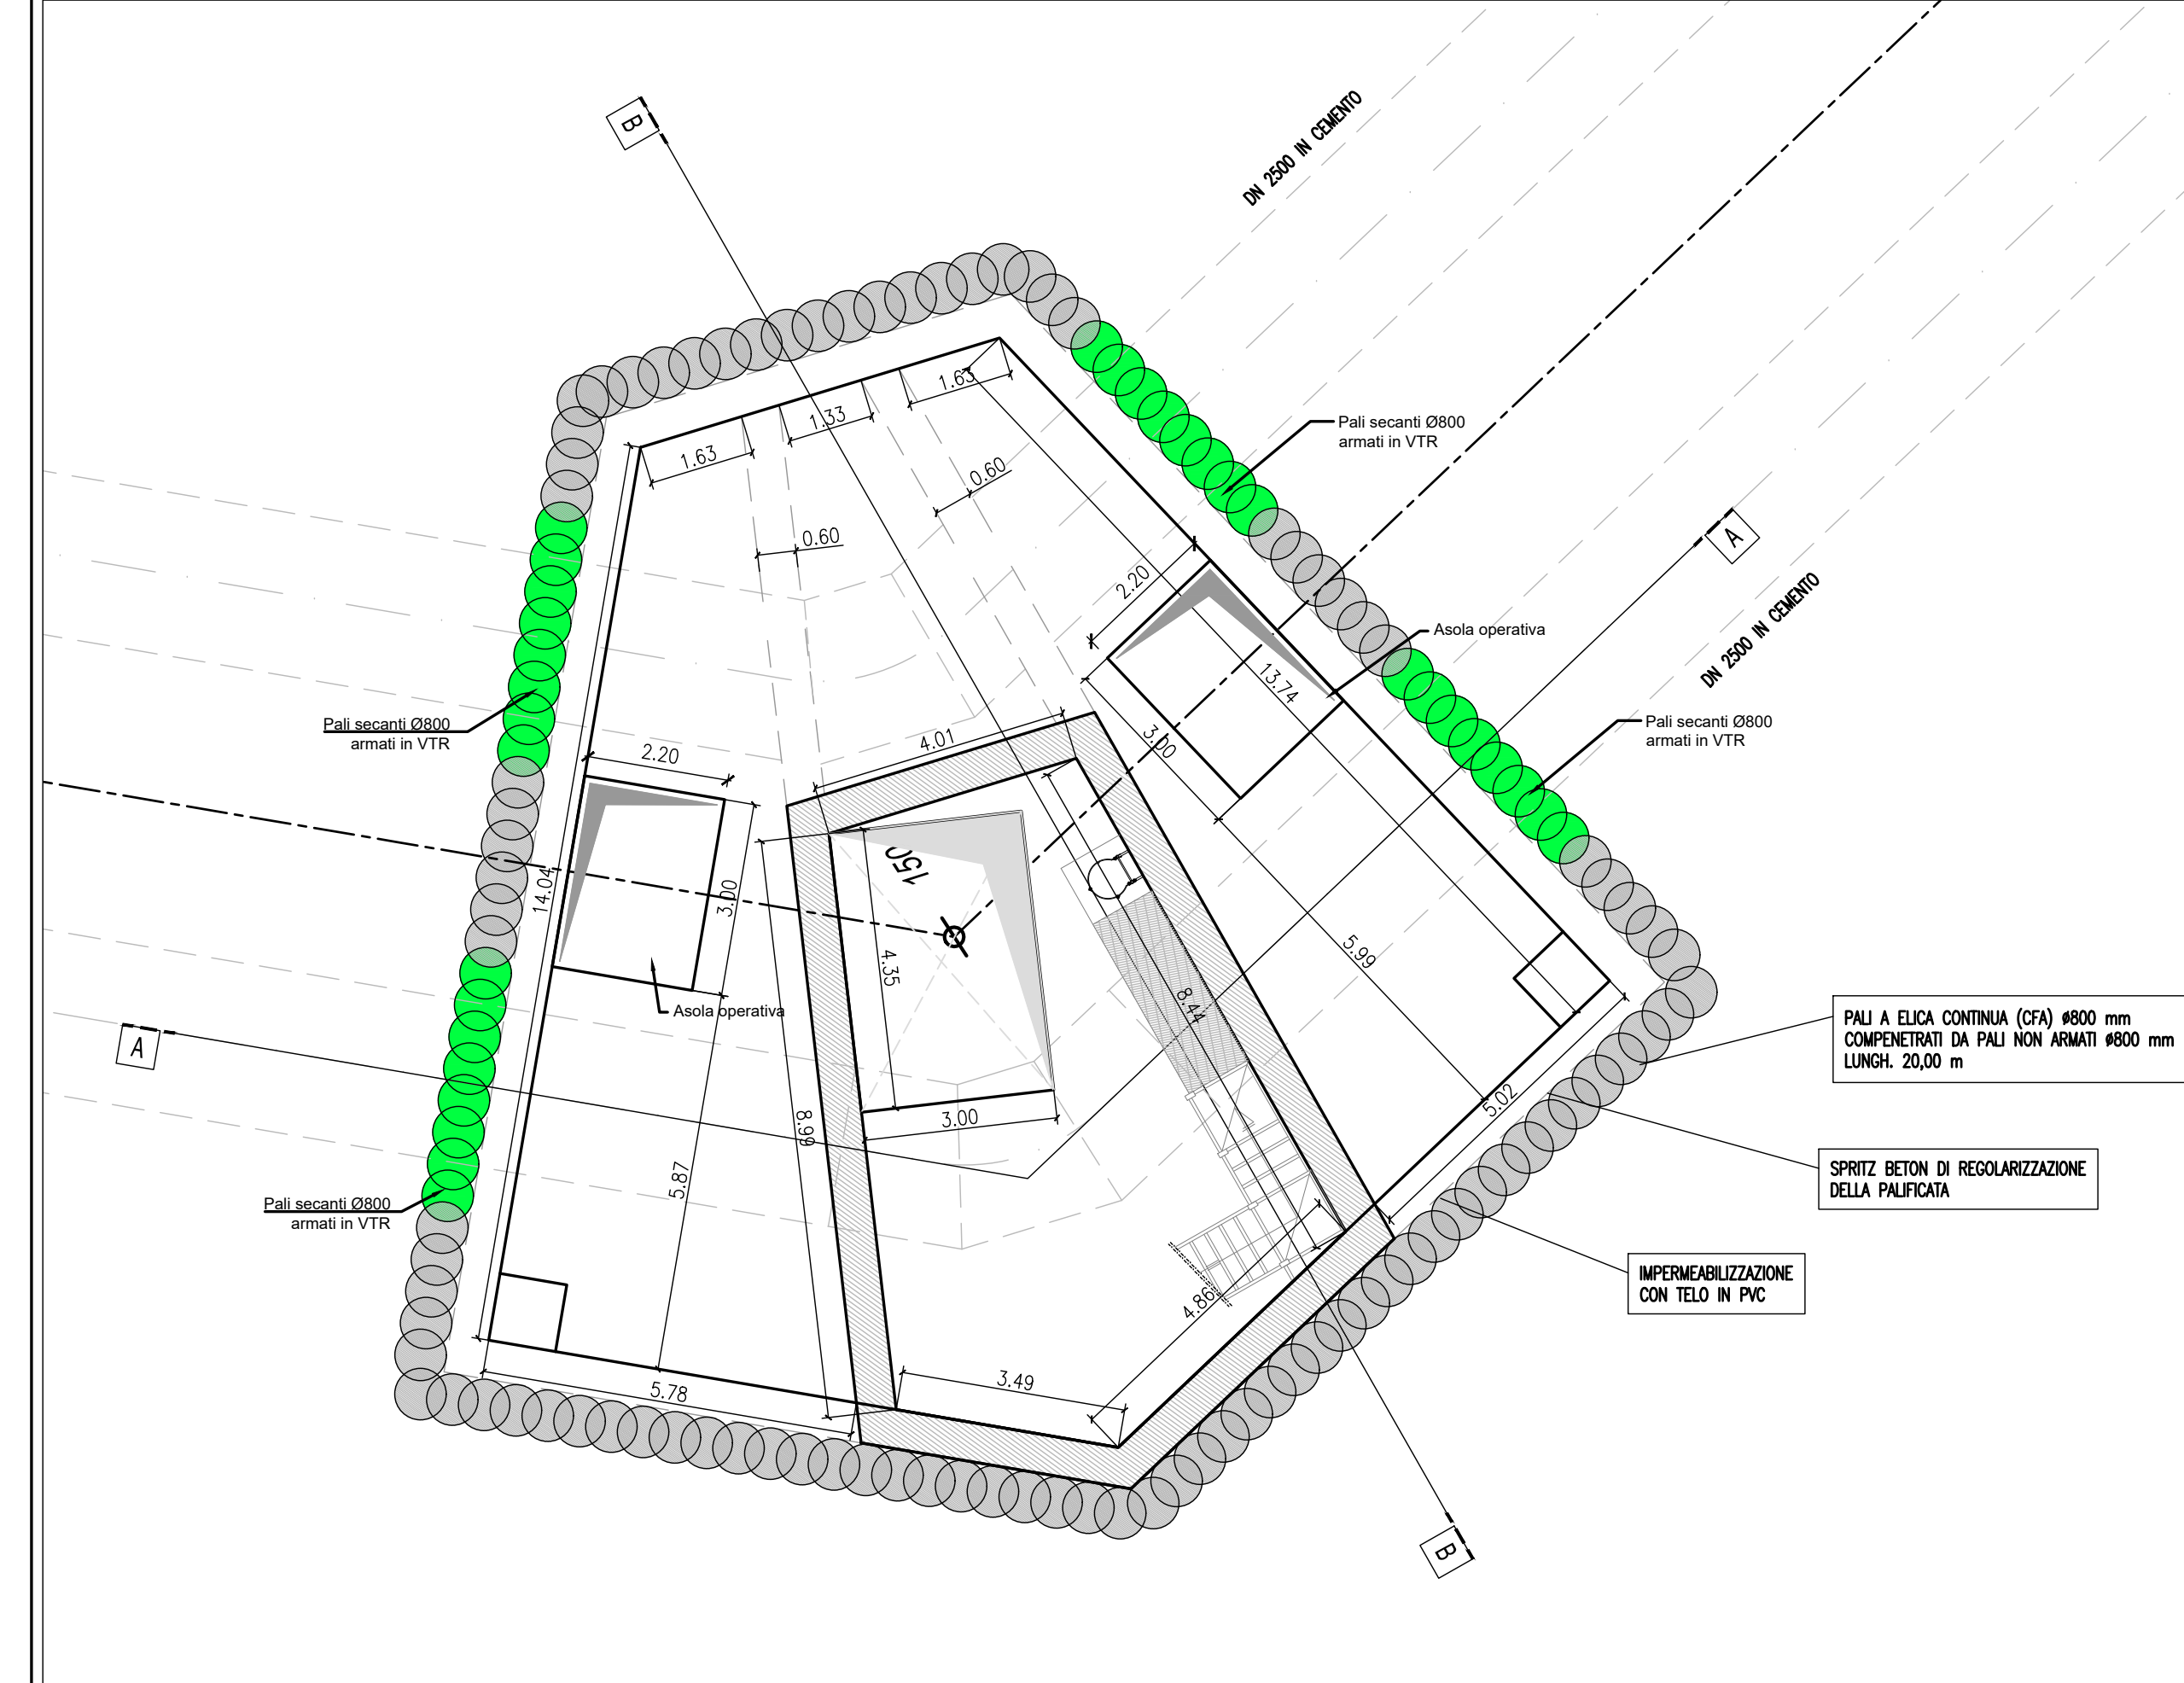 B
DN 2500 IN CEMENTO
1.63
1.33
1.63
Pali secanti Ø800
armati in VTR
0.60
0.60
A
2.20
DN 2500 IN CEMENTO
Asola operativa
13.74
Pali secanti Ø800
armati in VTR
Pali secanti Ø800
armati in VTR
2.20
4.01
3.00
14.04
3.00
150
4.35
5.99
8.44
Asola operativa
A
PALI A ELICA CONTINUA (CFA) Ø800 mm
COMPENETRATI DA PALI NON ARMATI Ø800 mm
LUNGH. 20,00 m
5.02
3.00
8.99
5.87
SPRITZ BETON DI REGOLARIZZAZIONE
DELLA PALIFICATA
Pali secanti Ø800
armati in VTR
IMPERMEABILIZZAZIONE
CON TELO IN PVC
4.86
3.49
5.78
B